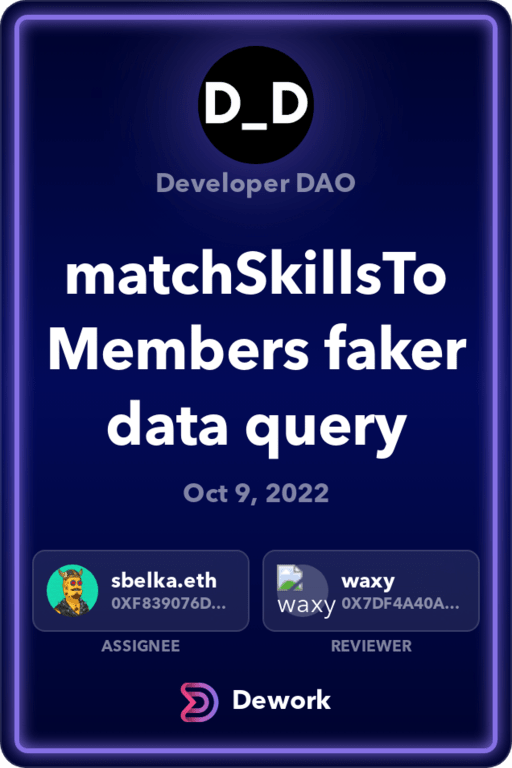 D_D
Developer DAO
matchSkillsTo
Members faker
data query
Oct 9, 2022
sbelka.eth
0XF839076D...
ASSIGNEE
waxy
waxy
0X7DF4A40A...
REVIEWER
Dework